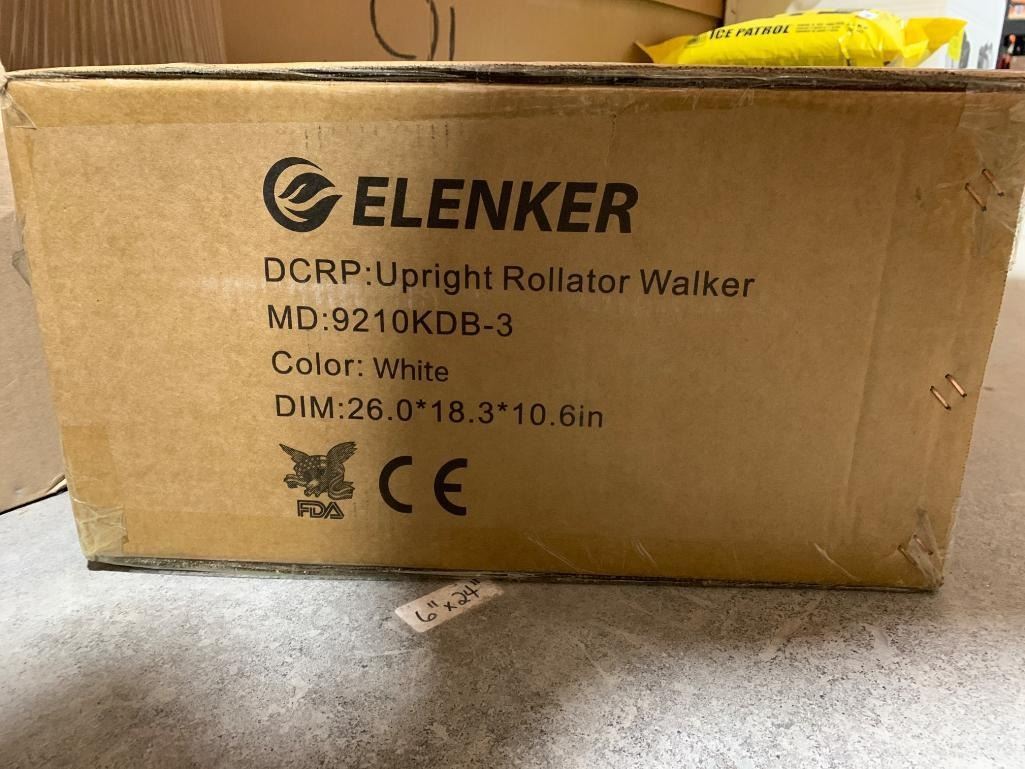 ICE PATROL
ELENKER
DCRP:Upright Rollator Walker
MD:9210KDB-3
Color: White
DIM:26.0*18.3*10.6in
FDA CE
6" x 24"